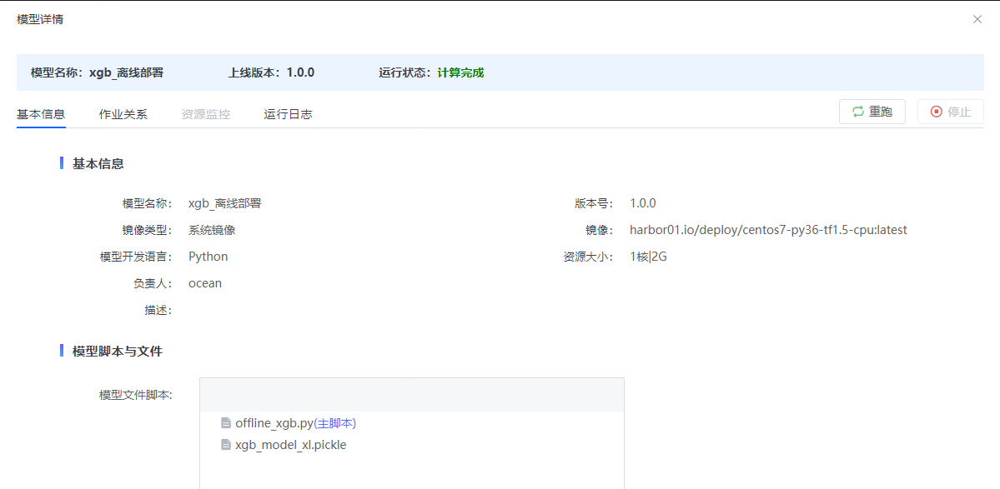 模型详情
模型名称：xgb_离线部署 上线版本：1.0.0 运行状态：计算完成
基本信息 作业关系 资源监控 运行日志 重跑 停止
基本信息
模型名称： xgb_离线部署 版本号： 1.0.0
镜像类型： 系统镜像 镜像： harbor01.io/deploy/centos7-py36-tf1.5-cpu:latest
模型开发语言： Python 资源大小： 1核|2G
负责人： ocean
描述：
模型脚本与文件
模型文件脚本:
offline_xgb.py(主脚本)
xgb_model_xl.pickle